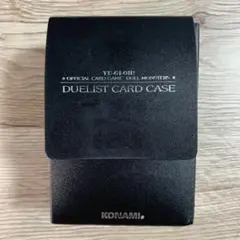 YU-GI-OH!
OFFICIAL CARD GAME DUEL MONSTERS
DUELIST CARD CASE
KONAMI